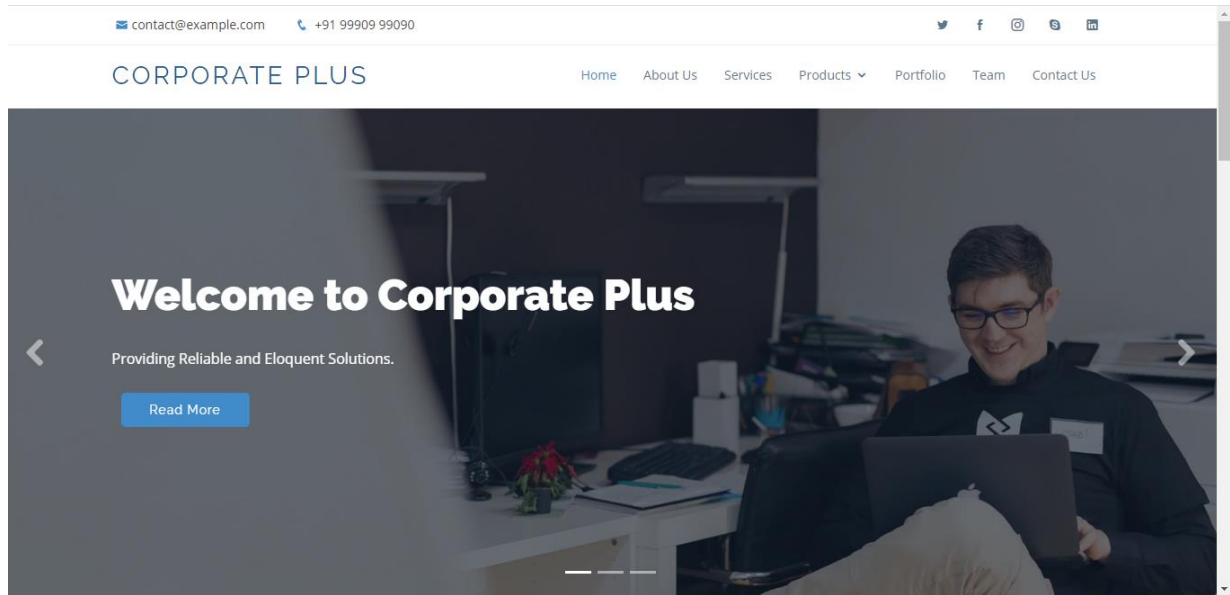 contact@example.com +91 99909 99090
CORPORATE PLUS
Home About Us Services Products Portfolio Team Contact Us
Welcome to Corporate Plus
Providing Reliable and Eloquent Solutions.
Read More